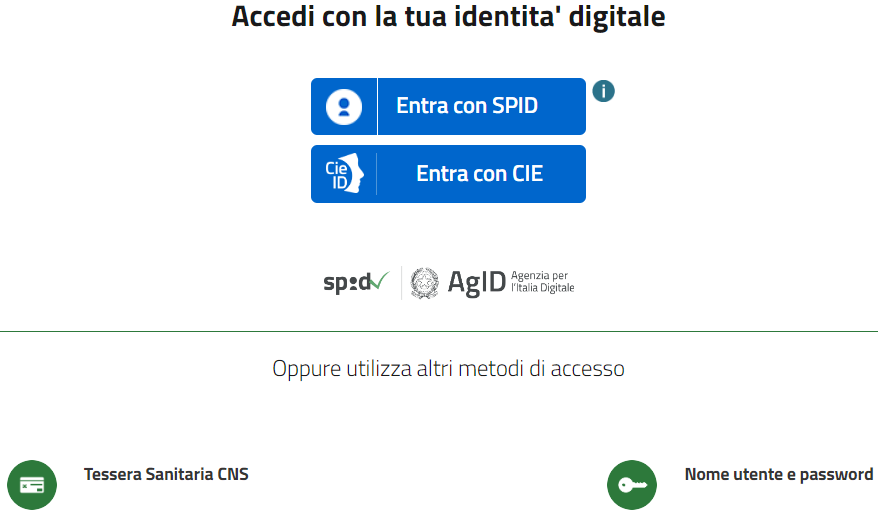 Accedi con la tua identita' digitale
Entra con SPID
i
Cie
ID
Entra con CIE
spid
AgID
Agenzia per
l'Italia Digitale
Oppure utilizza altri metodi di accesso
Tessera Sanitaria CNS
Nome utente e password